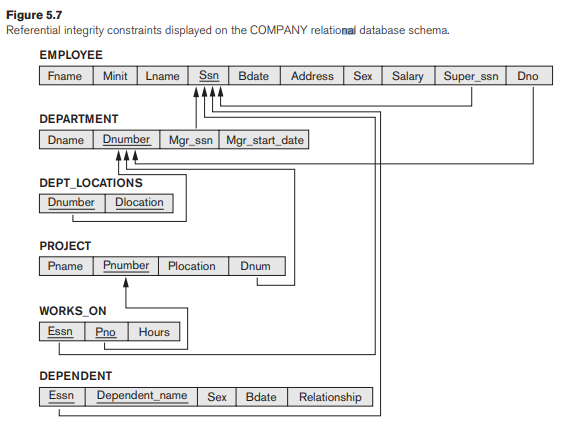 Figure 5.7
Referential integrity constraints displayed on the COMPANY relational database schema.
EMPLOYEE
Fname Minit Lname Ssn Bdate Address Sex Salary Super_ssn Dno
DEPARTMENT
Dname Dnumber Mgr_ssn Mgr_start_date
DEPT_LOCATIONS
Dnumber Dlocation
PROJECT
Pname Pnumber Plocation Dnum
WORKS_ON
Essn Pno Hours
DEPENDENT
Essn Dependent_name Sex Bdate Relationship